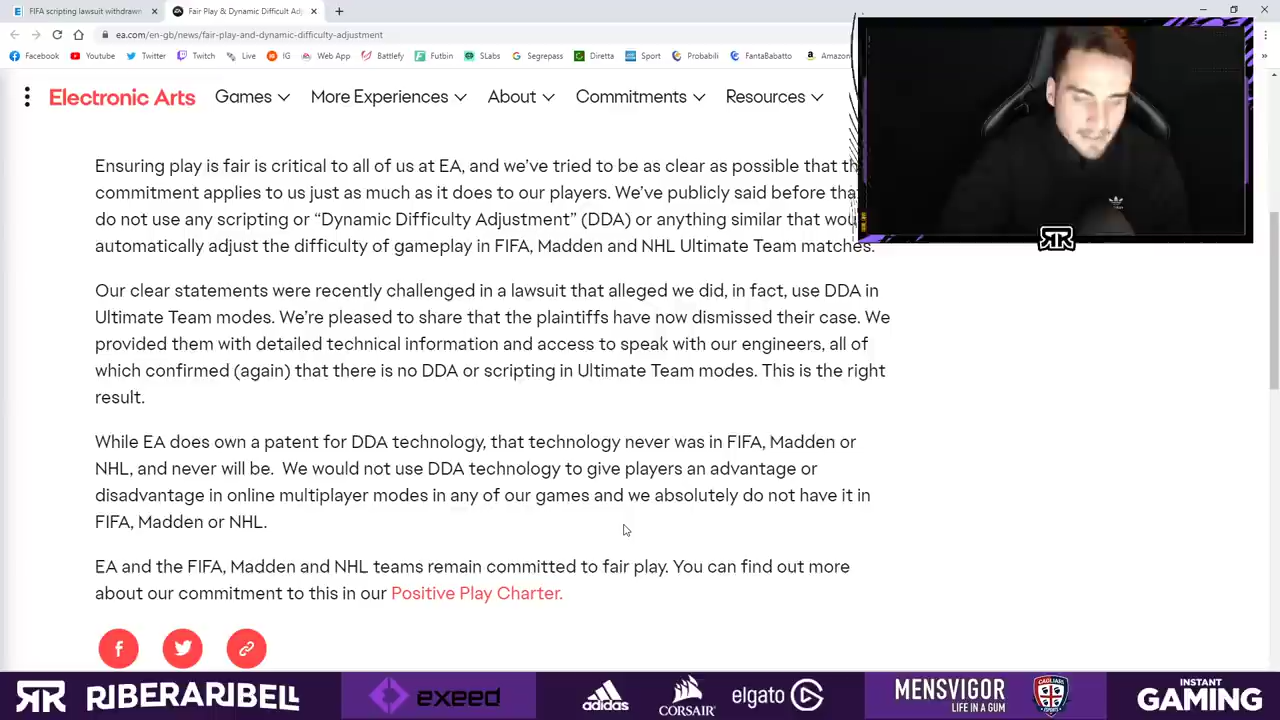 FIFA scripting lawsuit withdrawn
Fair Play & Dynamic Difficult Adj
ea.com/en-gb/news/fair-play-and-dynamic-difficulty-adjustment
Facebook Youtube Twitter Twitch Live IG Web App Battlefy Futbin SLabs Segrepass Diretta Sport Probabili FantaBabatto Amazon
Electronic Arts Games More Experiences About Commitments Resources
Ensuring play is fair is critical to all of us at EA, and we've tried to be as clear as possible that
commitment applies to us just as much as it does to our players. We've publicly said before
do not use any scripting or “Dynamic Difficulty Adjustment” (DDA) or anything similar that
automatically adjust the difficulty of gameplay in FIFA, Madden and NHL Ultimate Team matches.
Our clear statements were recently challenged in a lawsuit that alleged we did, in fact, use DDA in
Ultimate Team modes. We're pleased to share that the plaintiffs have now dismissed their case. We
provided them with detailed technical information and access to speak with our engineers, all of
which confirmed (again) that there is no DDA or scripting in Ultimate Team modes. This is the right
result.
While EA does own a patent for DDA technology, that technology never was in FIFA, Madden or
NHL, and never will be. We would not use DDA technology to give players an advantage or
disadvantage in online multiplayer modes in any of our games and we absolutely do not have it in
FIFA, Madden or NHL.
EA and the FIFA, Madden and NHL teams remain committed to fair play. You can find out more
about our commitment to this in our Positive Play Charter.
RR RIBERARIBELL exeed adidas CORSAIR elgato MENSVIGOR LIFE IN A GUM CAGLIARI INSTANT GAMING